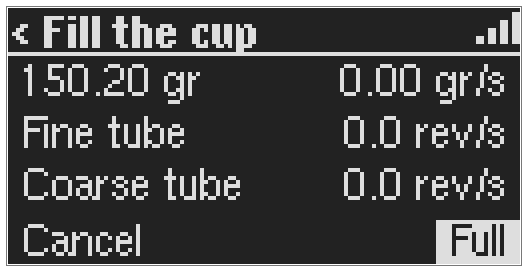 < Fill the cup
150.20 gr 0.00 gr/s
Fine tube 0.0 rev/s
Coarse tube 0.0 rev/s
Cancel Full